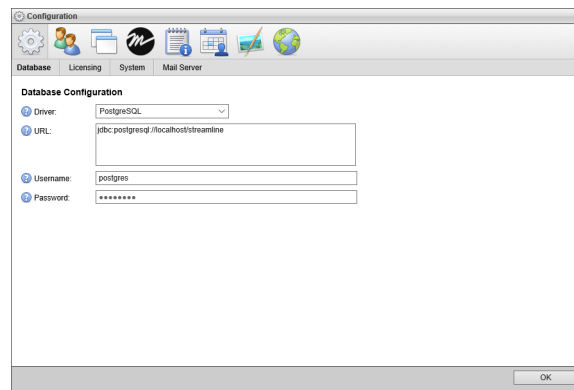 Configuration
Database Licensing System Mail Server
Database Configuration
Driver: PostgreSQL
URL: jdbc:postgresql://localhost/streamline
Username: postgres
Password: ●●●●●●●●
OK